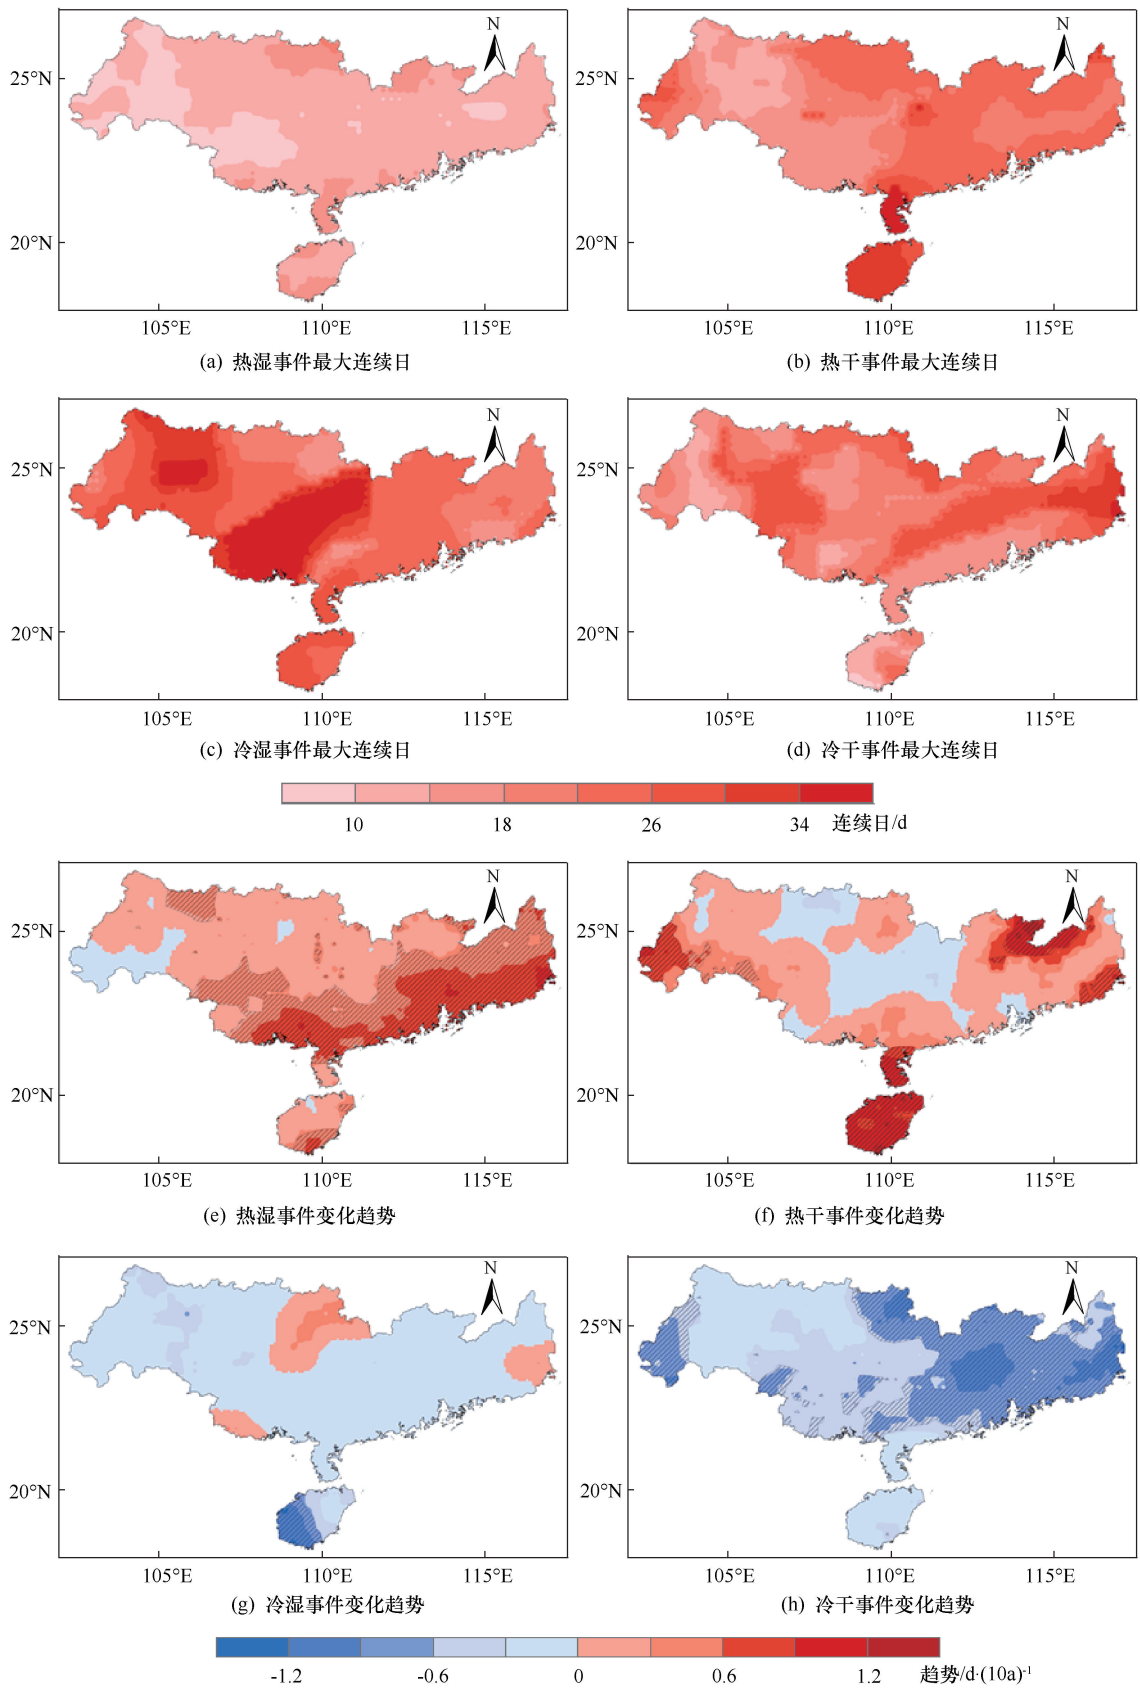 N N
25°N 25°N
20°N 20°N
105°E 110°E 115°E 105°E 110°E 115°E
(a) 热湿事件最大连续日 (b) 热干事件最大连续日
N N
25°N 25°N
20°N 20°N
105°E 110°E 115°E 105°E 110°E 115°E
(c) 冷湿事件最大连续日 (d) 冷干事件最大连续日
10 18 26 34 连续日/d
N N
25°N 25°N
20°N 20°N
105°E 110°E 115°E 105°E 110°E 115°E
(e) 热湿事件变化趋势 (f) 热干事件变化趋势
N N
25°N 25°N
20°N 20°N
105°E 110°E 115°E 105°E 110°E 115°E
(g) 冷湿事件变化趋势 (h) 冷干事件变化趋势
-1.2 -0.6 0 0.6 1.2 趋势/d·(10a)⁻¹